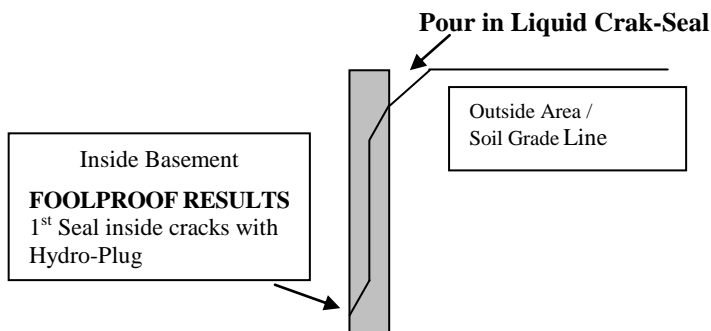 Pour in Liquid Crak-Seal
Outside Area /
Soil Grade Line
Inside Basement
FOOLPROOF RESULTS
1st Seal inside cracks with
Hydro-Plug